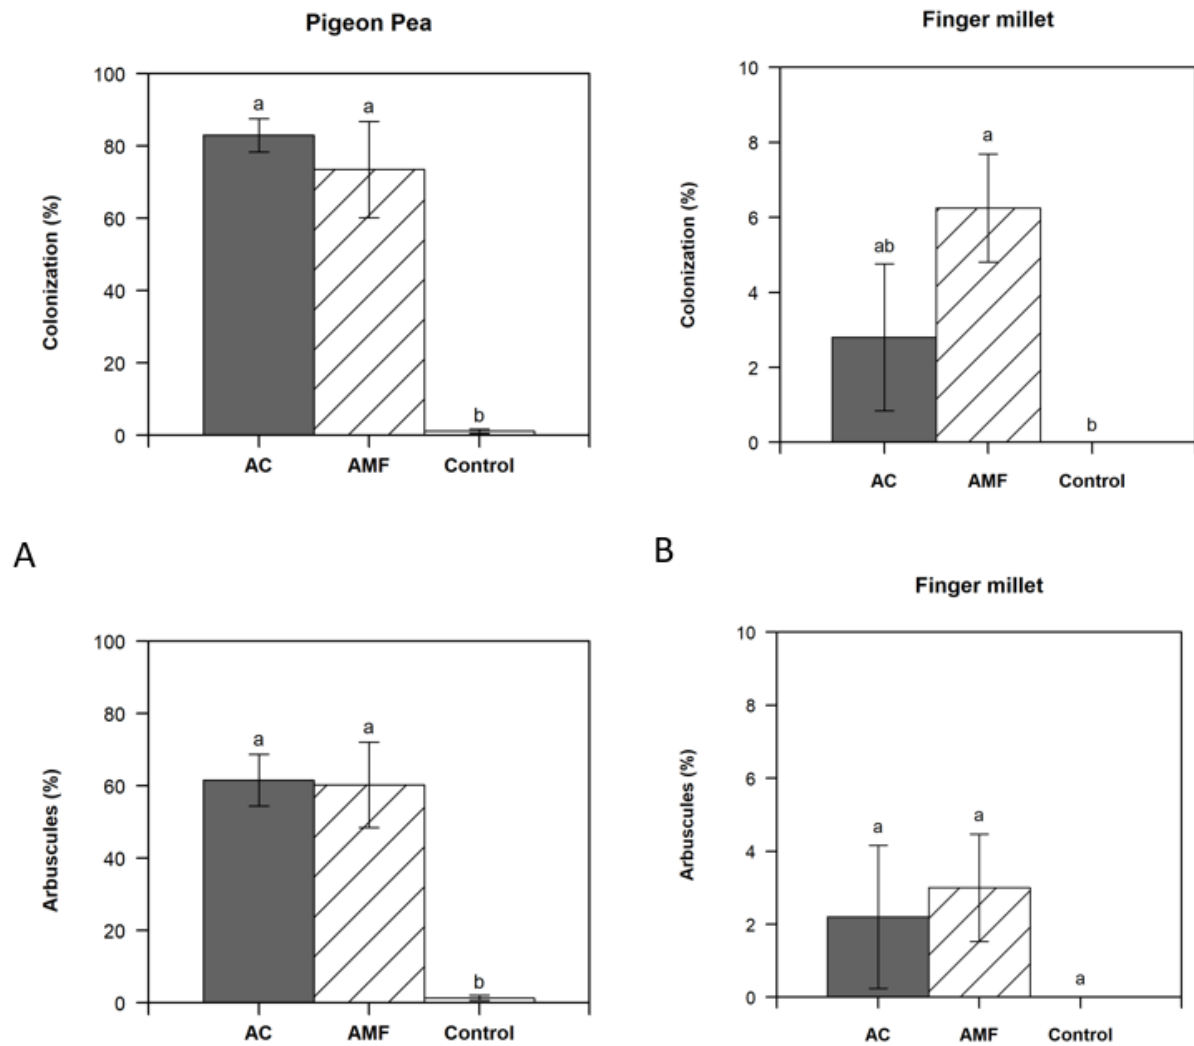 Pigeon Pea
100
80
60
40
20
0
Colonization (%)
a
a
b
AC AMF Control
Finger millet
10
8
6
4
2
0
Colonization (%)
ab
a
b
AC AMF Control
A
B
100
80
60
40
20
0
Arbuscules (%)
a
a
b
AC AMF Control
Finger millet
10
8
6
4
2
0
Arbuscules (%)
a
a
a
AC AMF Control